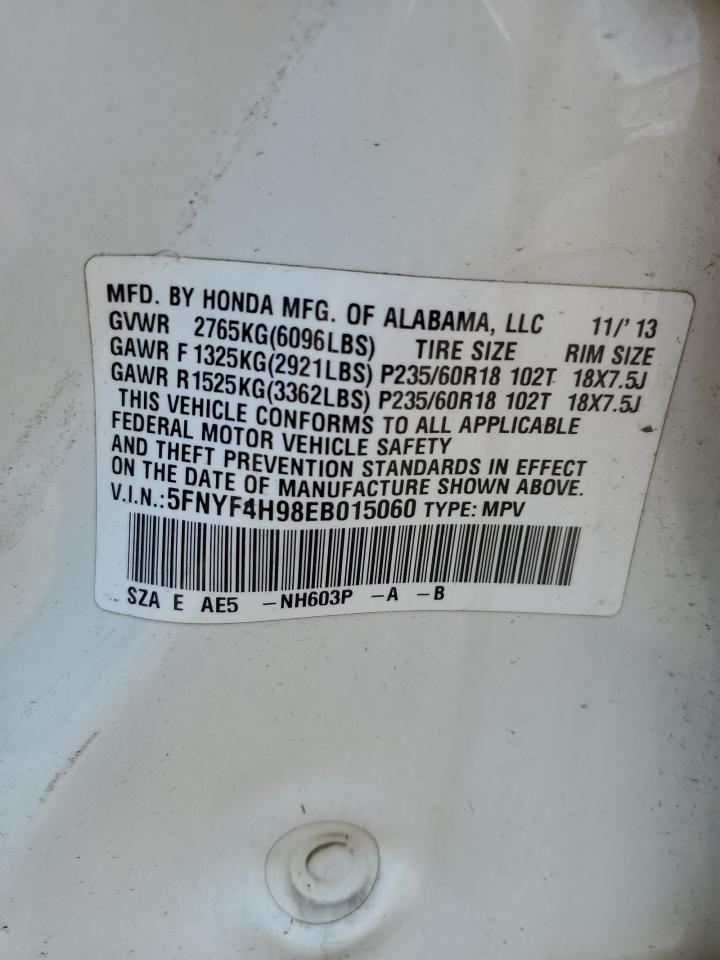 MFD. BY HONDA MFG. OF ALABAMA, LLC 11/'13
GVWR 2765KG(6096LBS) TIRE SIZE RIM SIZE
GAWR F 1325KG(2921LBS) P235/60R18 102T 18X7.5J
GAWR R1525KG(3362LBS) P235/60R18 102T 18X7.5J
THIS VEHICLE CONFORMS TO ALL APPLICABLE
FEDERAL MOTOR VEHICLE SAFETY
AND THEFT PREVENTION STANDARDS IN EFFECT
ON THE DATE OF MANUFACTURE SHOWN ABOVE.
V.I.N.:5FNYF4H98EB015060 TYPE: MPV
SZA E AE5 -NH603P -A -B